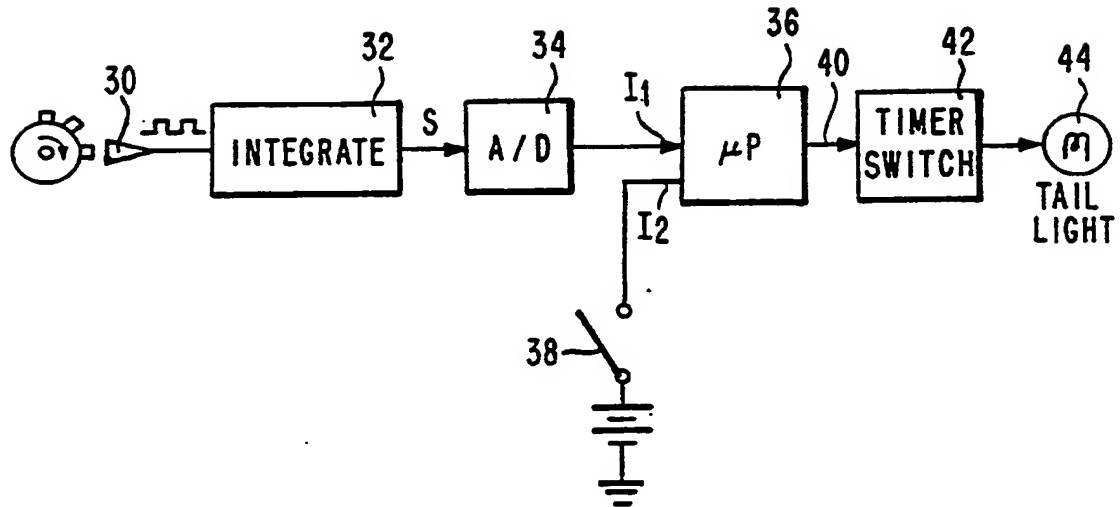 30
32
34
36
40
42
44
INTEGRATE
S
A/D
I1
I2
μP
TIMER
SWITCH
TAIL
LIGHT
38